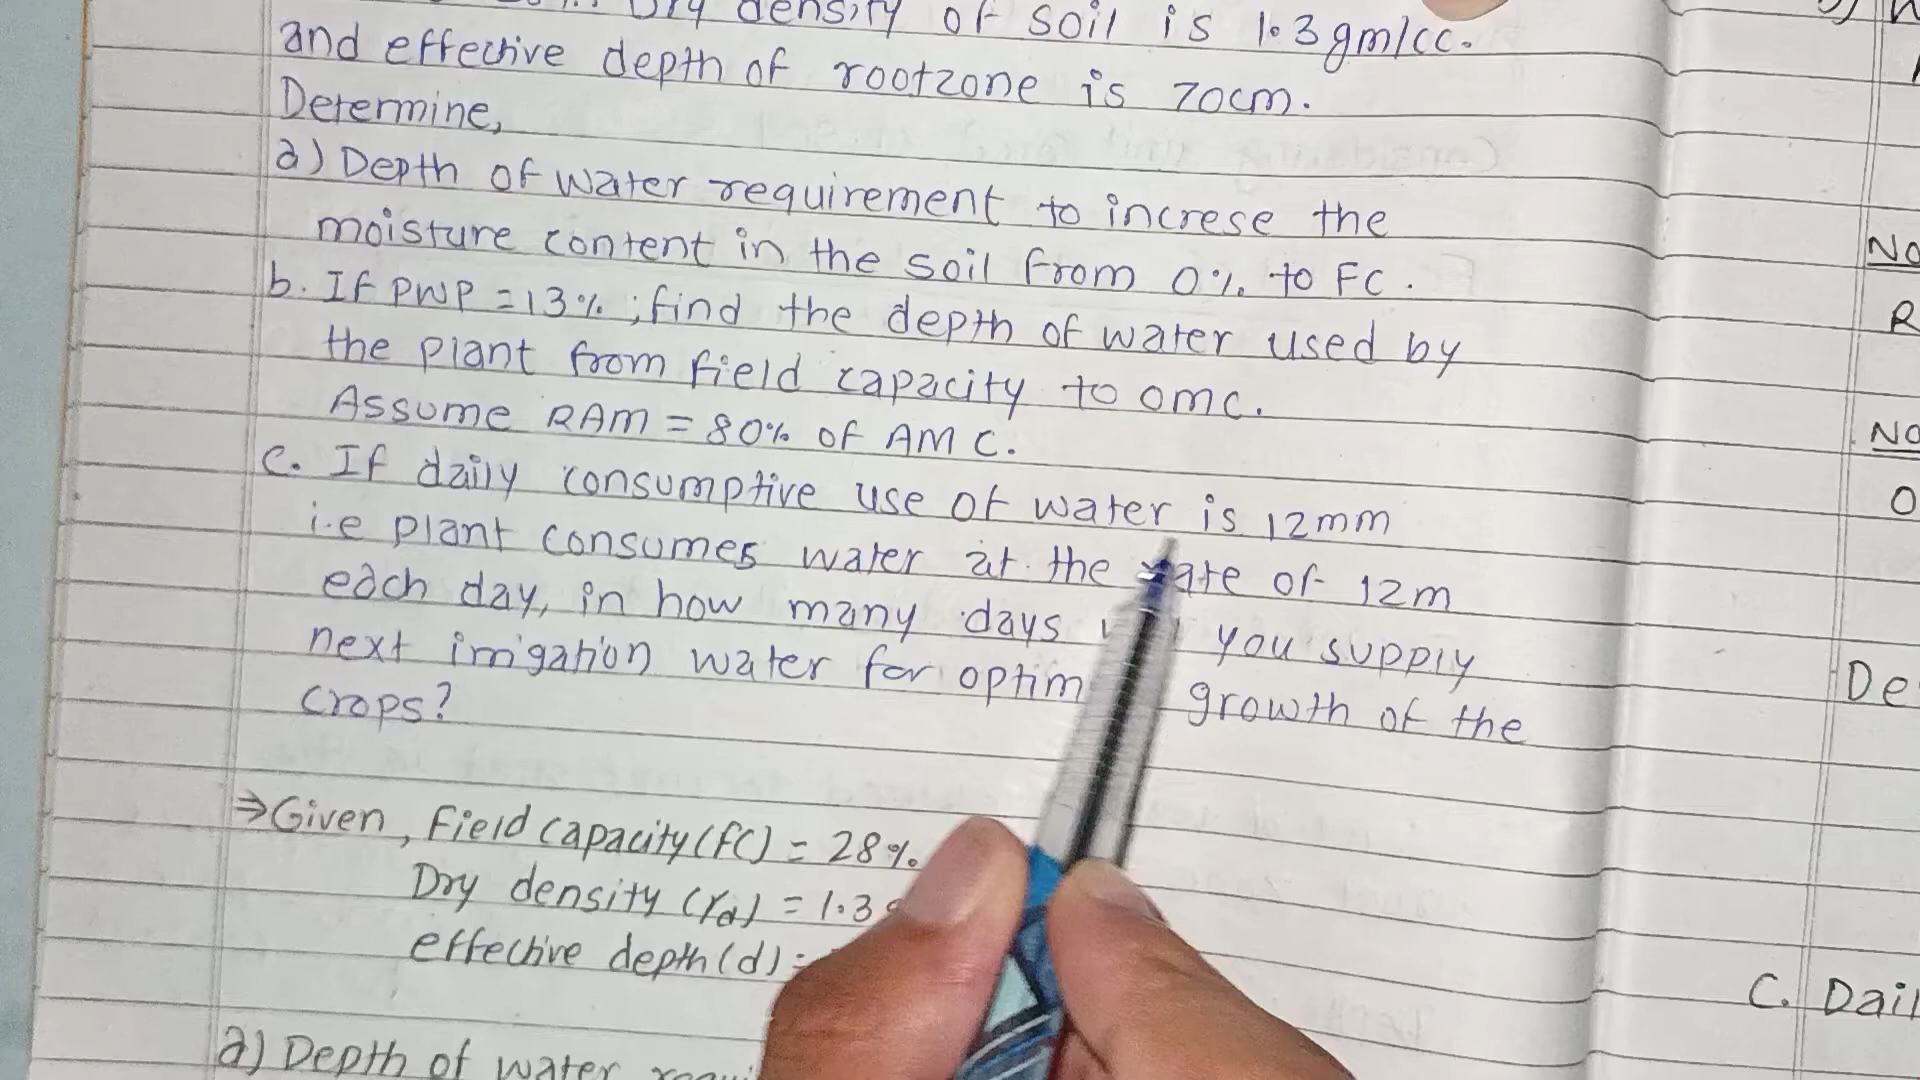 Dry density of soil is 1.3gm/cc.
and effective depth of rootzone is 70cm.
Determine,
a) Depth of water requirement to increse the
moisture content in the soil from 0% to FC.
b. If PWP = 13% ; find the depth of water used by
the plant from field capacity to omc.
Assume RAM = 80% of AMC.
c. If daily consumptive use of water is 12mm
i.e plant consumes water at the rate of 12m
each day, in how many days you supply
next irrigation water for growth of the
crops?
⇒Given, Field capacity (FC) = 28%
Dry density (γd) = 1.3
effective depth (d) =
a) Depth of water
No
R
No
O
De
C. Dail